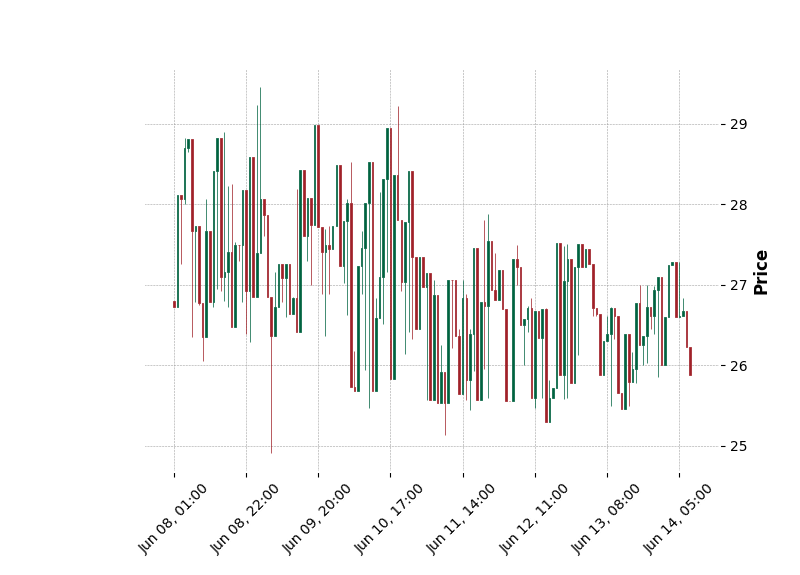 29
28
27
26
25
Price
Jun 08, 01:00
Jun 08, 22:00
Jun 09, 20:00
Jun 10, 17:00
Jun 11, 14:00
Jun 12, 11:00
Jun 13, 08:00
Jun 14, 05:00